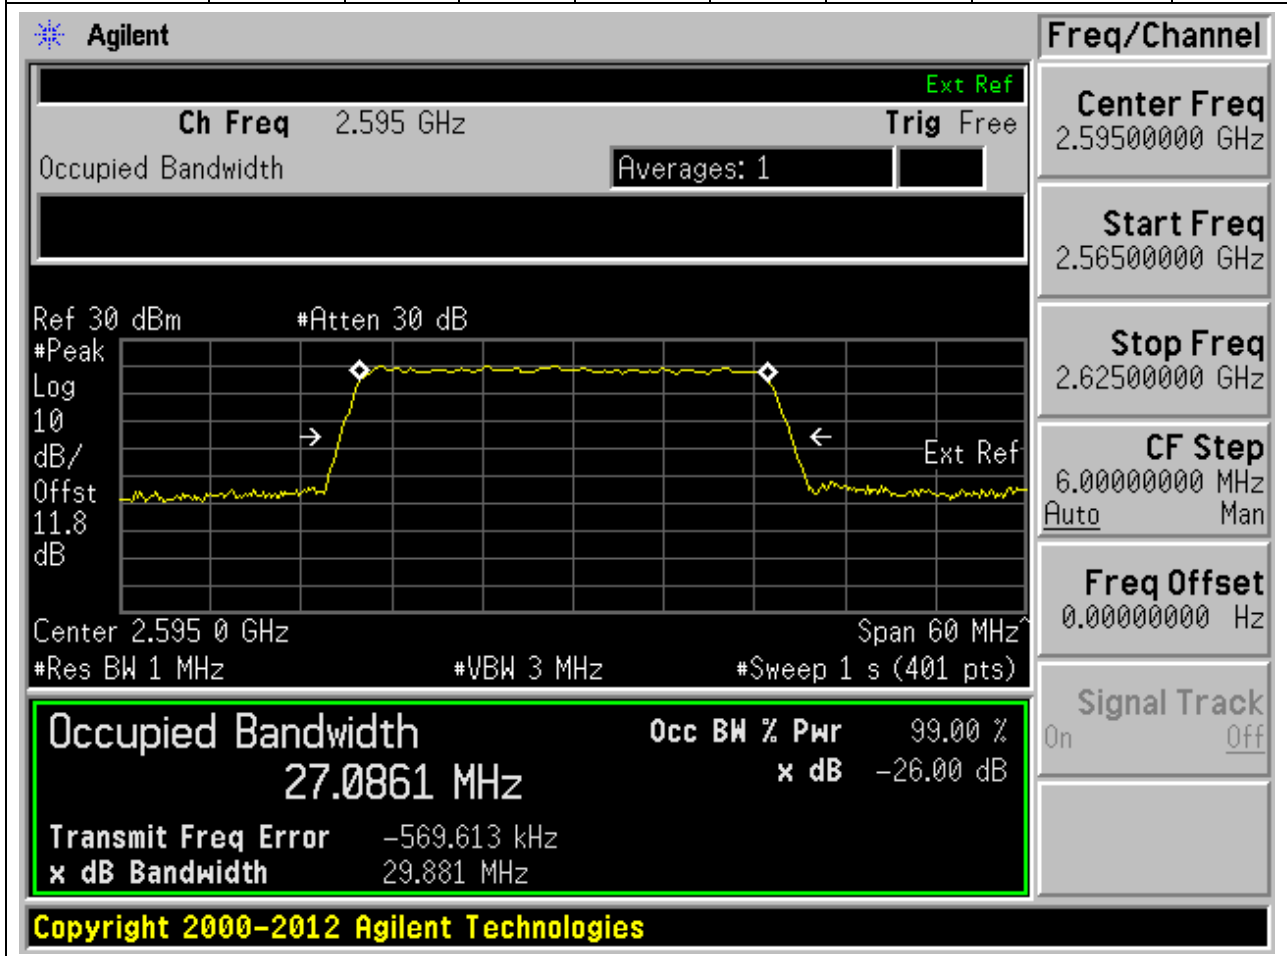 Agilent
Freq/Channel
Ext Ref
Ch Freq 2.595 GHz Trig Free
Occupied Bandwidth Averages: 1
Center Freq
2.59500000 GHz
Start Freq
2.56500000 GHz
Stop Freq
2.62500000 GHz
CF Step
6.00000000 MHz
Auto Man
Freq Offset
0.00000000 Hz
Signal Track
On Off
Ref 30 dBm #Atten 30 dB
#Peak
Log
10
dB/
Offst
11.8
dB
Ext Ref
Center 2.595 0 GHz Span 60 MHz^
#Res BW 1 MHz #VBW 3 MHz #Sweep 1 s (401 pts)
Occupied Bandwidth Occ BW % Pwr 99.00 %
27.0861 MHz x dB -26.00 dB
Transmit Freq Error -569.613 kHz
x dB Bandwidth 29.881 MHz
Copyright 2000-2012 Agilent Technologies